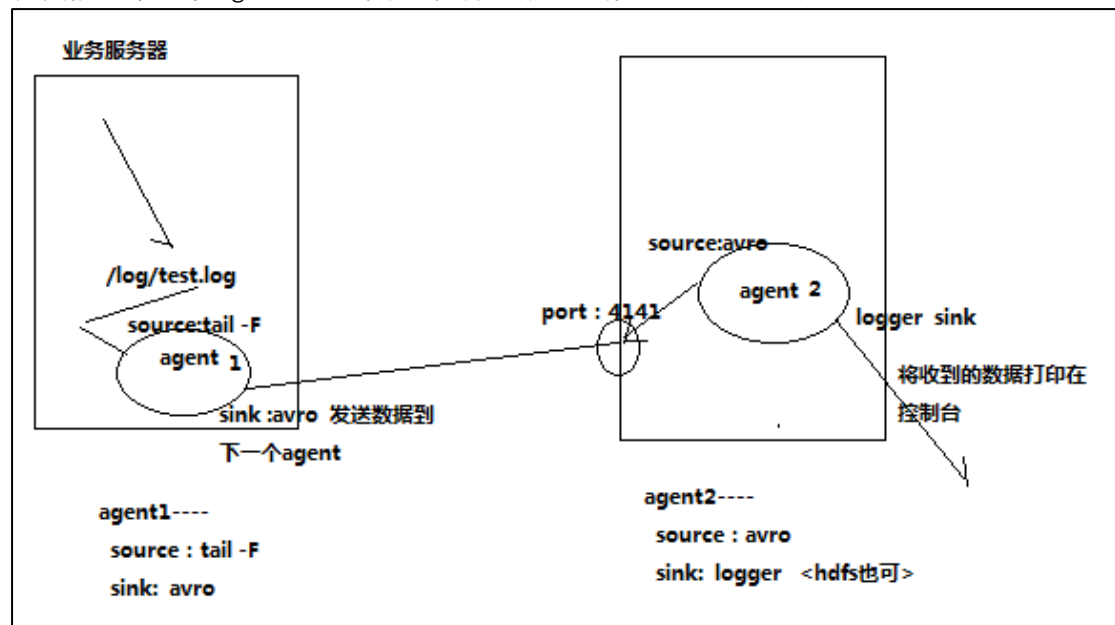 业务服务器
/log/test.log
source:tail -F
agent 1
sink :avro 发送数据到
下一个agent
port : 4141
source:avro
agent 2
logger sink
将收到的数据打印在
控制台
agent1----
source : tail -F
sink: avro
agent2----
source : avro
sink: logger <hdfs也可>